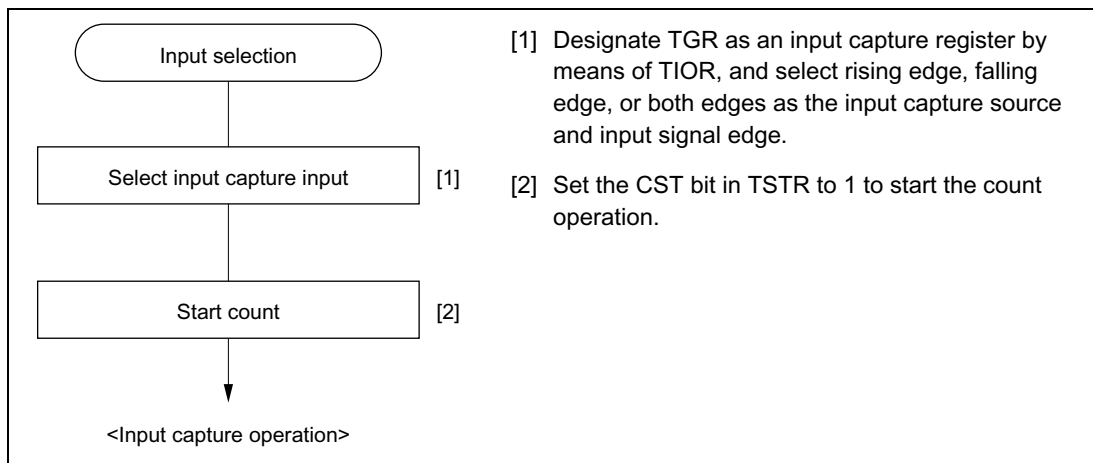 Input selection
Select input capture input [1]
Start count [2]
<Input capture operation>
[1] Designate TGR as an input capture register by
means of TIOR, and select rising edge, falling
edge, or both edges as the input capture source
and input signal edge.
[2] Set the CST bit in TSTR to 1 to start the count
operation.